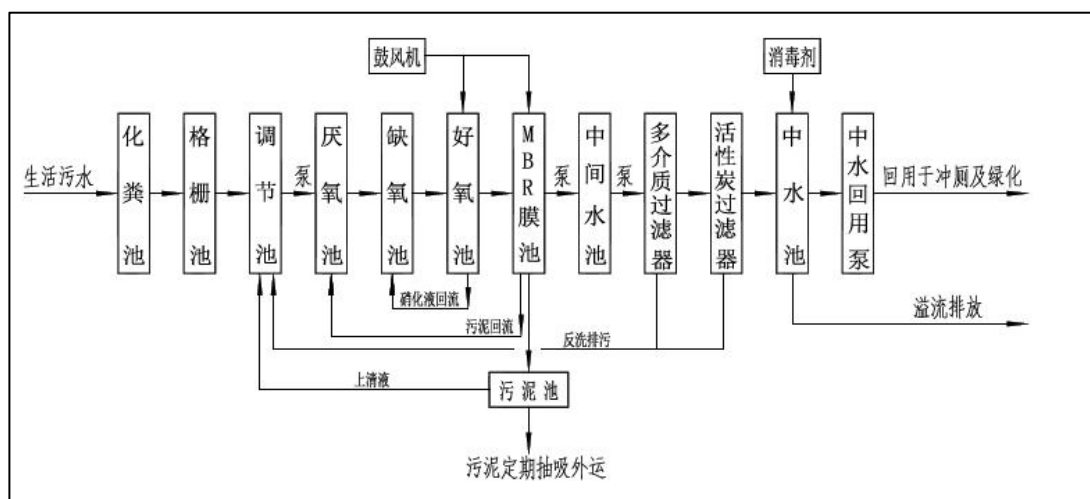 鼓风机
消毒剂
生活污水
化粪池
格栅池
调节池
泵
厌氧池
缺氧池
好氧池
MBR膜池
泵
中间水池
泵
多介质过滤器
活性炭过滤器
中水池
中水回用泵
回用于冲厕及绿化
硝化液回流
污泥回流
反洗排污
溢流排放
上清液
污泥池
污泥定期抽吸外运